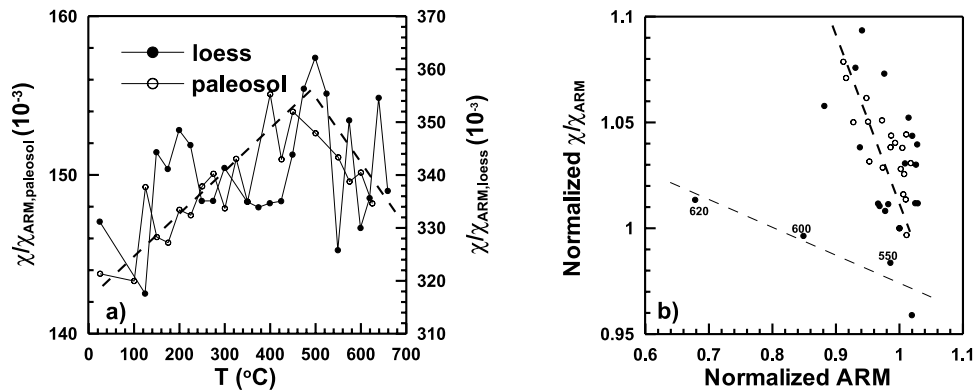 160
150
140
χ/χARM,paleosol (10-3)
370
360
350
340
330
320
310
χ/χARM,loess (10-3)
loess
paleosol
a)
0 100 200 300 400 500 600 700
T (oC)
1.1
1.05
1
0.95
Normalized χ/χARM
620
600
550
b)
0.6 0.7 0.8 0.9 1 1.1
Normalized ARM